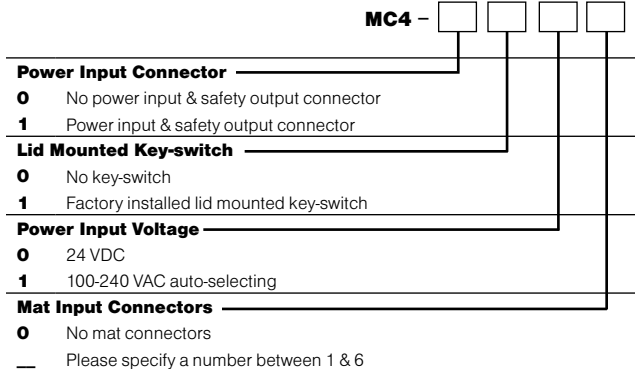 MC4 –
Power Input Connector
0 No power input & safety output connector
1 Power input & safety output connector
Lid Mounted Key-switch
0 No key-switch
1 Factory installed lid mounted key-switch
Power Input Voltage
0 24 VDC
1 100-240 VAC auto-selecting
Mat Input Connectors
0 No mat connectors
__ Please specify a number between 1 & 6